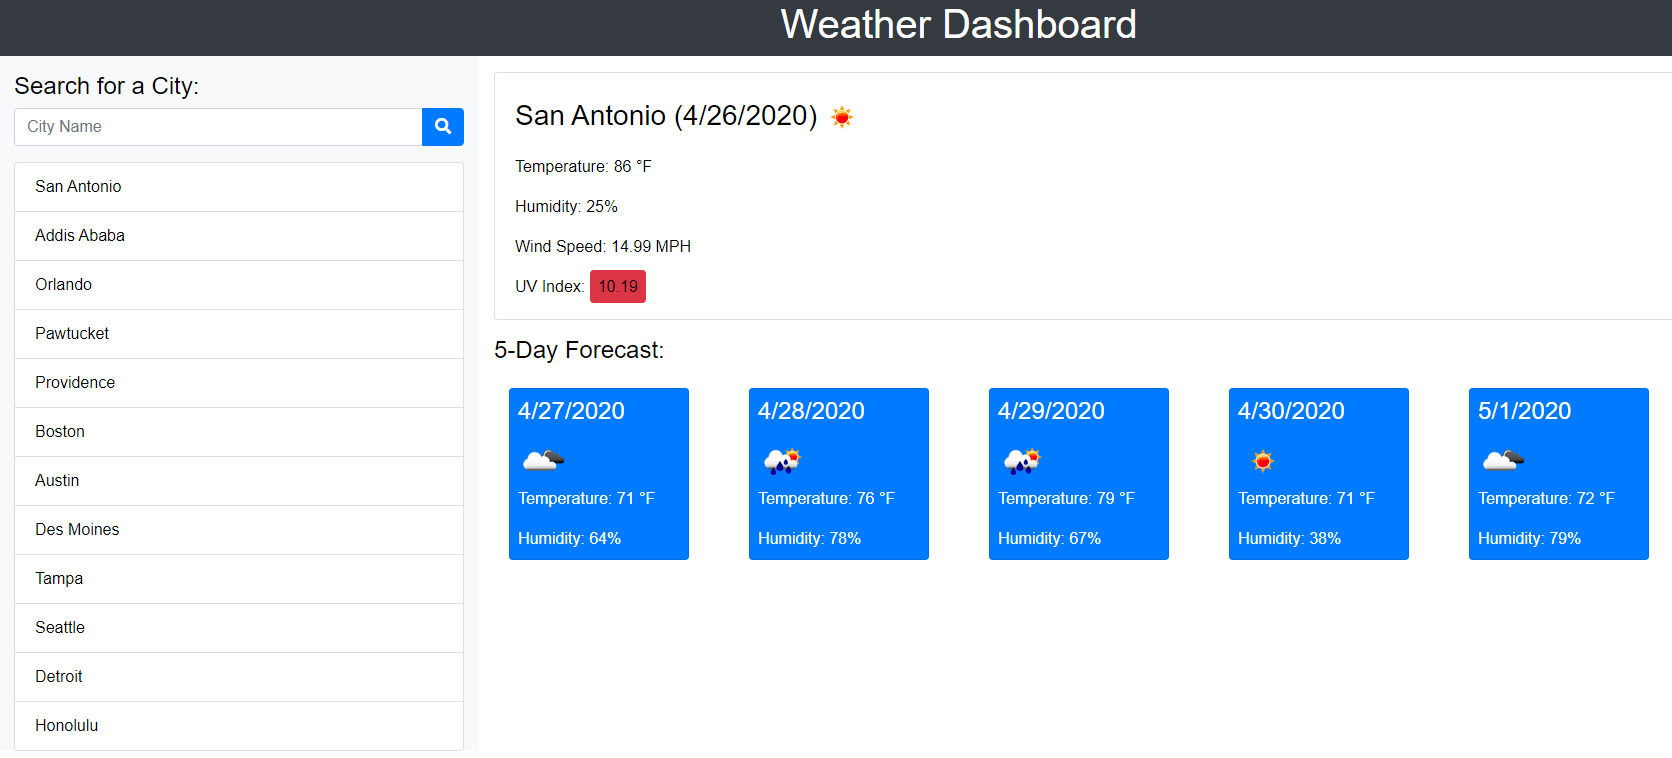 Weather Dashboard
Search for a City:
City Name
San Antonio
Addis Ababa
Orlando
Pawtucket
Providence
Boston
Austin
Des Moines
Tampa
Seattle
Detroit
Honolulu
San Antonio (4/26/2020)
Temperature: 86 °F
Humidity: 25%
Wind Speed: 14.99 MPH
UV Index: 10.19
5-Day Forecast:
4/27/2020
Temperature: 71 °F
Humidity: 64%
4/28/2020
Temperature: 76 °F
Humidity: 78%
4/29/2020
Temperature: 79 °F
Humidity: 67%
4/30/2020
Temperature: 71 °F
Humidity: 38%
5/1/2020
Temperature: 72 °F
Humidity: 79%